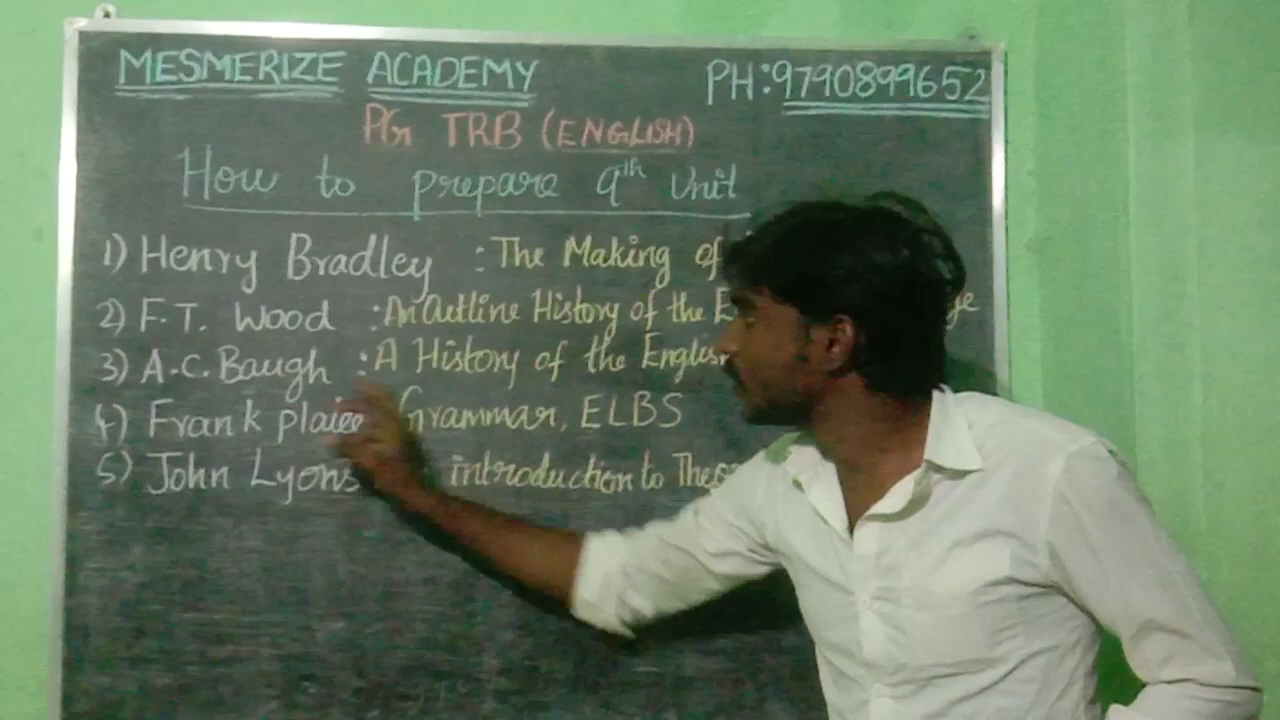 MESMERIZE ACADEMY PH:9790899652
PG TRB (ENGLISH)
How to prepare 9th Unit
1) Henry Bradley : The Making of
2) F.T. Wood : An Outline History of the
3) A.C. Baugh : A History of the
4) Frank Grammar, ELBS
5) John Lyons introduction to